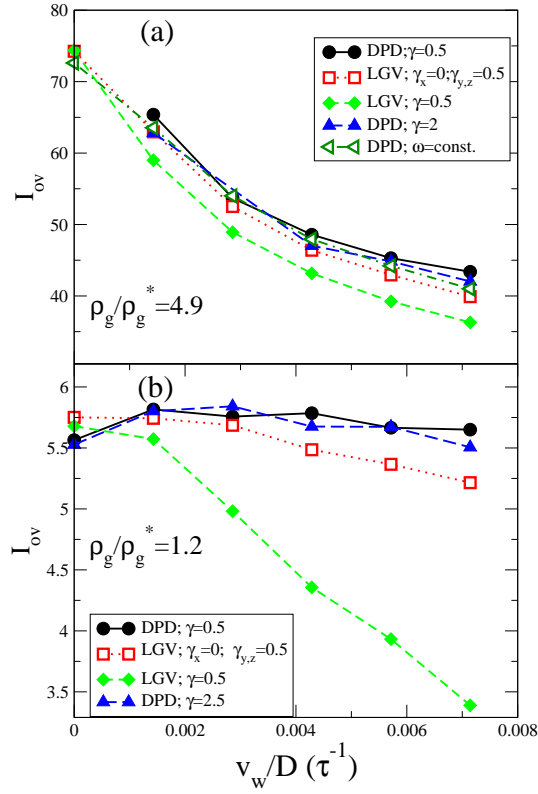 80
(a)
DPD;γ=0.5
LGV; γx=0;γy,z=0.5
LGV; γ=0.5
DPD; γ=2
DPD; ω=const.
70
60
50
40
Iov
ρg/ρg*=4.9
(b)
6
5.5
5
4.5
4
3.5
Iov
ρg/ρg*=1.2
DPD; γ=0.5
LGV; γx=0; γy,z=0.5
LGV; γ=0.5
DPD; γ=2.5
0 0.002 0.004 0.006 0.008
vw/D (τ-1)